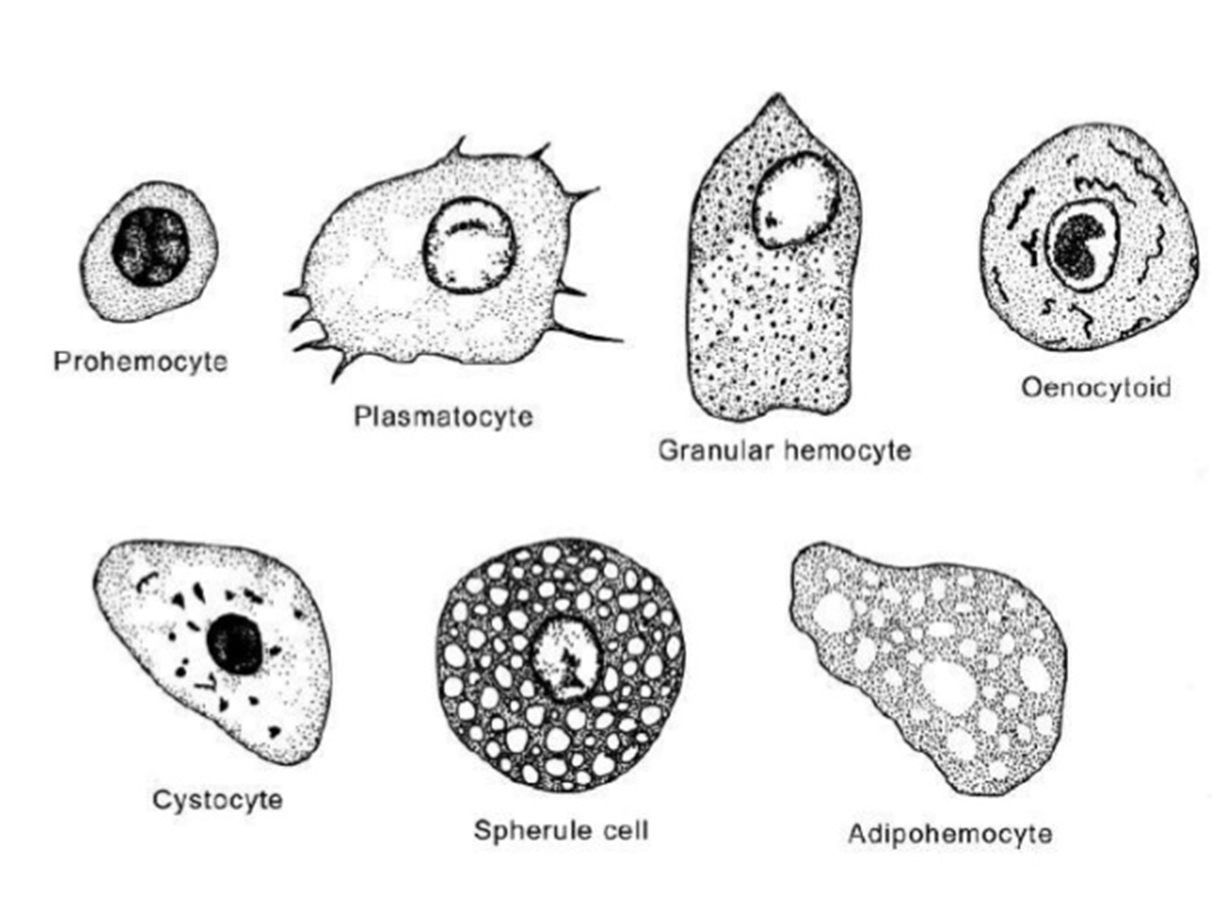 Prohemocyte
Plasmatocyte
Granular hemocyte
Oenocytoid
Cystocyte
Spherule cell
Adipohemocyte